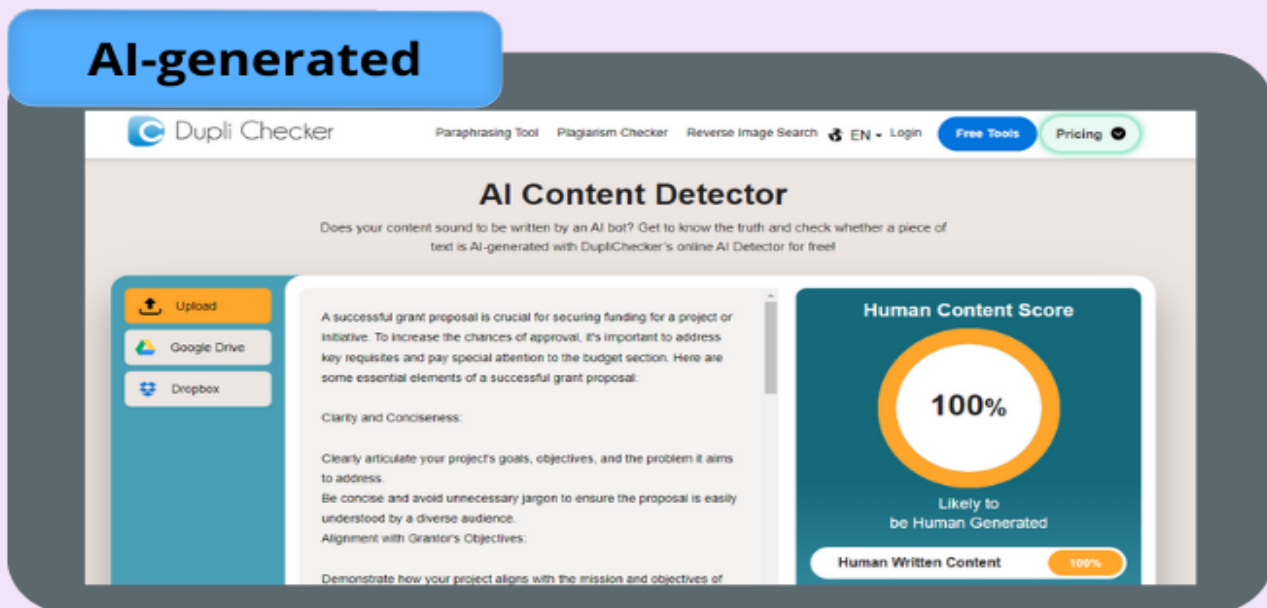 AI-generated
Dupli Checker
Paraphrasing Tool Plagiarism Checker Reverse Image Search EN Login Free Tools Pricing
AI Content Detector
Does your content sound to be written by an AI bot? Get to know the truth and check whether a piece of
text is AI-generated with DupliChecker's online AI Detector for free!
Upload
Google Drive
Dropbox
A successful grant proposal is crucial for securing funding for a project or
initiative. To increase the chances of approval, it's important to address
key requisites and pay special attention to the budget section. Here are
some essential elements of a successful grant proposal:
Clarity and Conciseness:
Clearly articulate your project's goals, objectives, and the problem it aims
to address.
Be concise and avoid unnecessary jargon to ensure the proposal is easily
understood by a diverse audience.
Alignment with Grantor's Objectives:
Demonstrate how your project aligns with the mission and objectives of
Human Content Score
100%
Likely to
be Human Generated
Human Written Content 100%